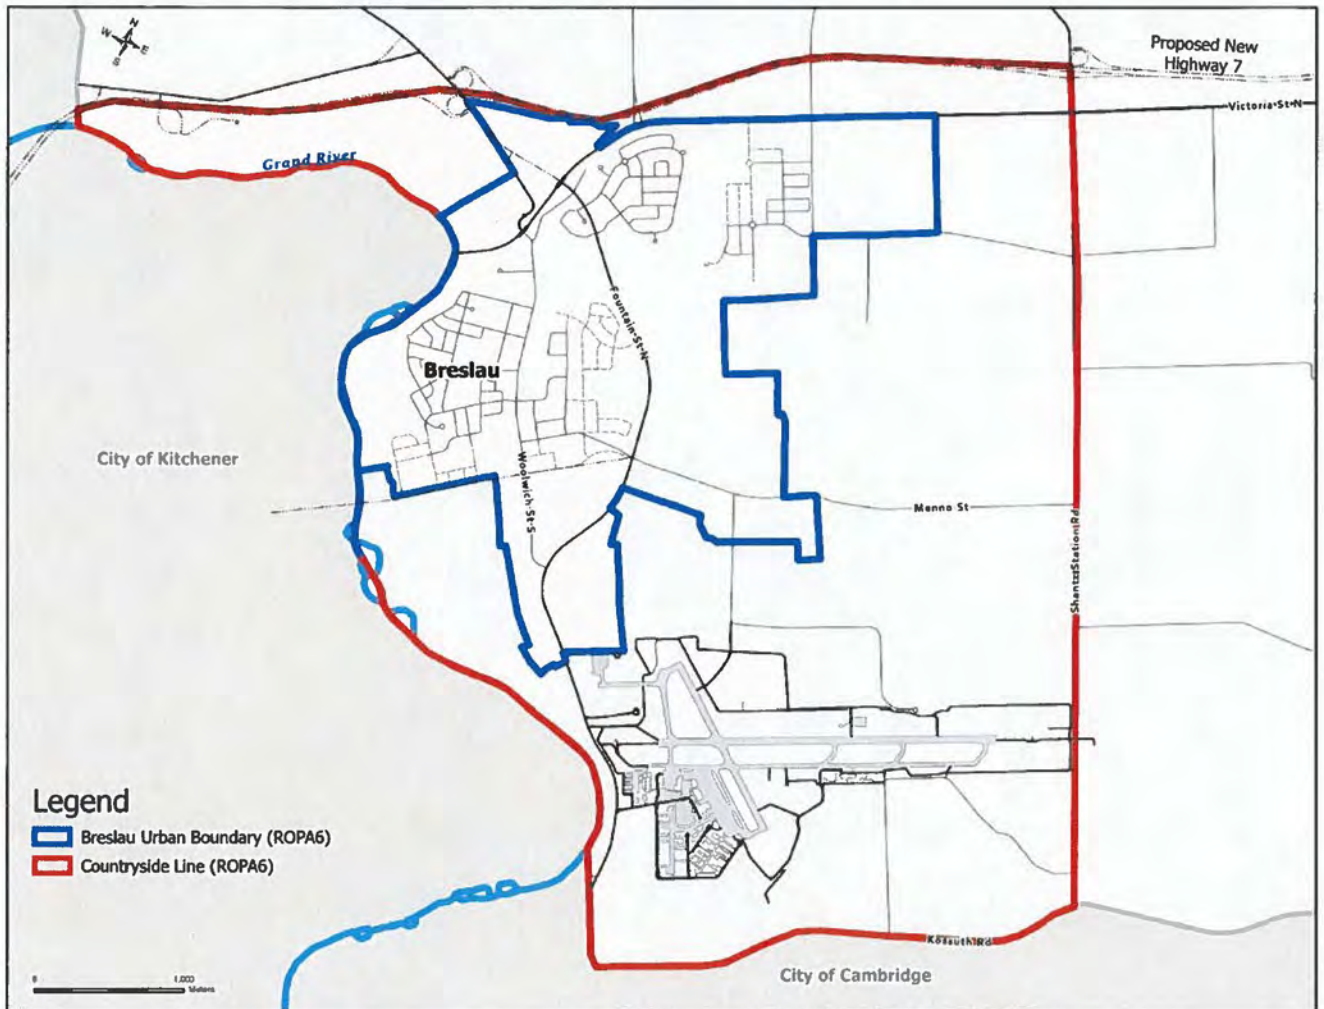 N
W
E
S
Proposed New
Highway 7
Victoria St N
Grand River
Fountain St N
Breslau
City of Kitchener
Woolwich St S
Menno St
Shantz Station Rd
Legend
Breslau Urban Boundary (ROPA6)
Countryside Line (ROPA6)
Kossuth Rd
City of Cambridge
0 1,000
Meters